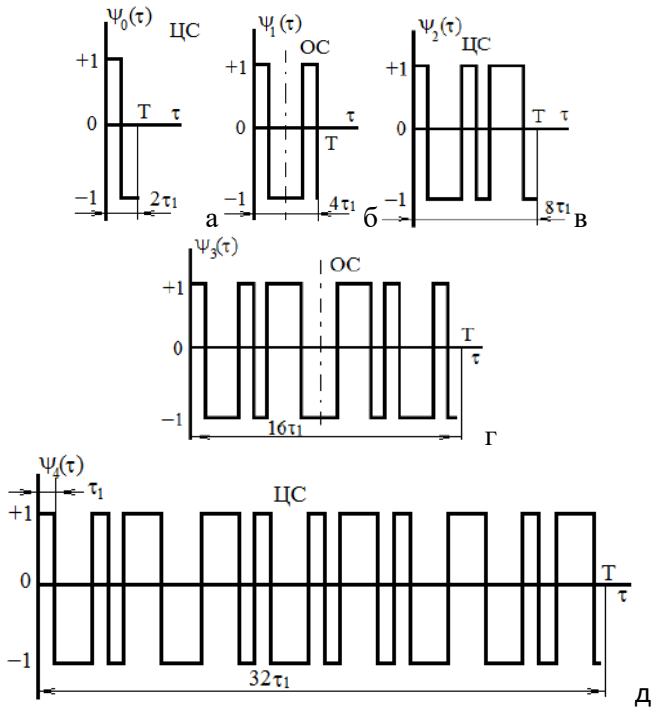 ψ₀(τ) ЦС
+1
0 T τ
−1
2τ₁
а
ψ₁(τ)
ОС
+1
0 τ
T
−1
4τ₁
б
ψ₂(τ)
ЦС
+1
0 T τ
−1
8τ₁
в
ψ₃(τ)
ОС
+1
0 T
τ
−1
16τ₁
г
ψ₄(τ)
τ₁
ЦС
+1
0 T
τ
−1
32τ₁
д